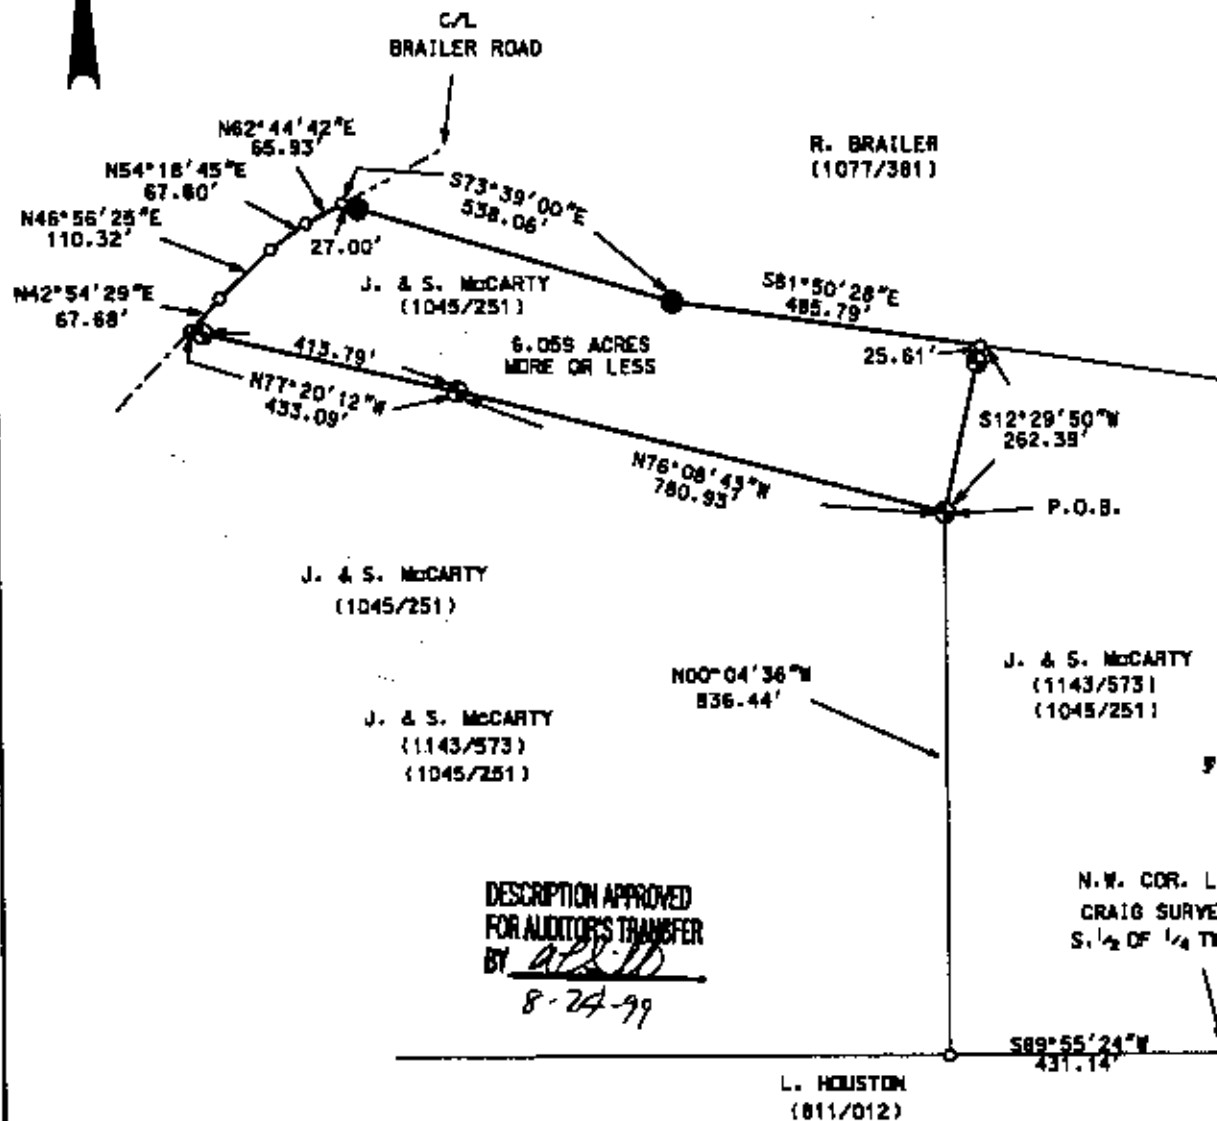 C/L
BRAILER ROAD
N62°44'42"E
65.93'
R. BRAILER
(1077/381)
N54°18'45"E
67.60'
S73°39'00"E
538.06'
N46°56'25"E
110.32'
27.00'
J. & S. McCARTY
(1045/251)
S81°50'28"E
485.79'
N42°54'29"E
67.68'
413.79'
6.059 ACRES
MORE OR LESS
25.61'
N77°20'12"W
433.09'
S12°29'50"W
262.39'
N76°08'43"W
780.93'
P.O.B.
J. & S. McCARTY
(1045/251)
N00°04'36"W
836.44'
J. & S. McCARTY
(1143/573)
(1045/251)
J. & S. McCARTY
(1143/573)
(1045/251)
DESCRIPTION APPROVED
FOR AUDITOR'S TRANSFER
BY
8-24-99
N.W. COR. L
CRAIG SURVE
S. 1/2 OF 1/4 T
S89°55'24"W
431.14'
L. HOUSTON
(811/012)